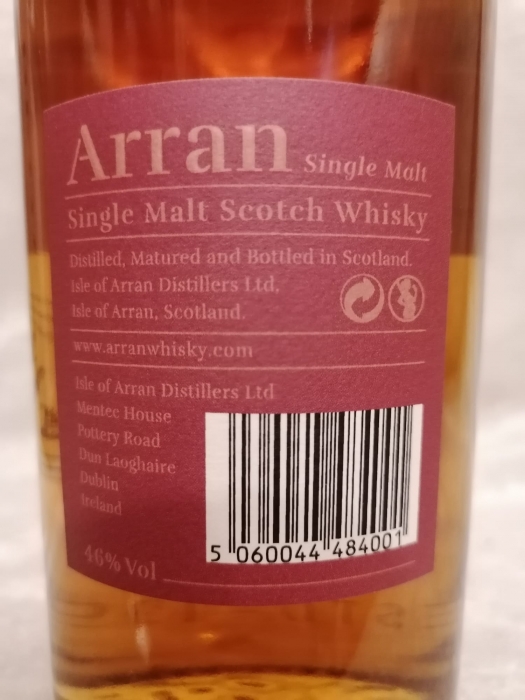 Arran Single Malt
Single Malt Scotch Whisky
Distilled, Matured and Bottled in Scotland.
Isle of Arran Distillers Ltd,
Isle of Arran, Scotland.
www.arranwhisky.com
Isle of Arran Distillers Ltd
Mentec House
Pottery Road
Dun Laoghaire
Dublin
Ireland
46% Vol
5 060044 484001